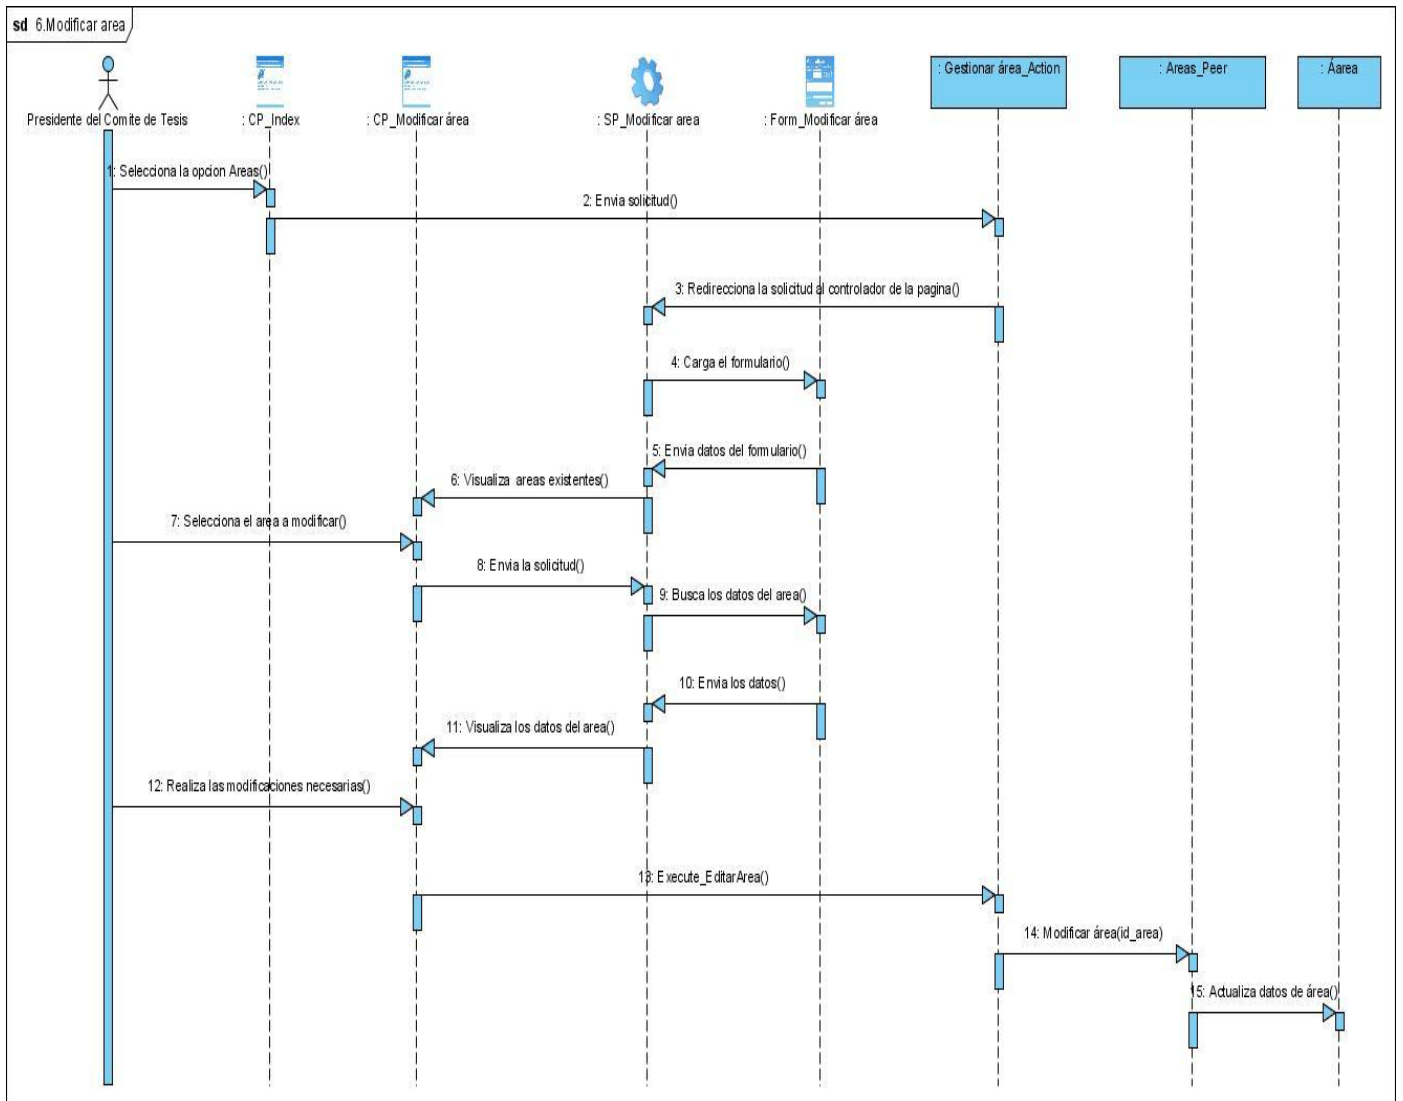 sd 6.Modificar area
: Gestionar área_Action
: Areas_Peer
: Áarea
Presidente del Comite de Tesis
: CP_Index
: CP_Modificar área
: SP_Modificar area
: Form_Modificar área
1: Selecciona la opcion Areas()
2: Envia solicitud()
3: Redirecciona la solicitud al controlador de la pagina()
4: Carga el formulario()
5: Envia datos del formulario()
6: Visualiza areas existentes()
7: Selecciona el area a modificar()
8: Envia la solicitud()
9: Busca los datos del area()
10: Envia los datos()
11: Visualiza los datos del area()
12: Realiza las modificaciones necesarias()
13: Execute_EditarArea()
14: Modificar área(id_area)
15: Actualiza datos de área()